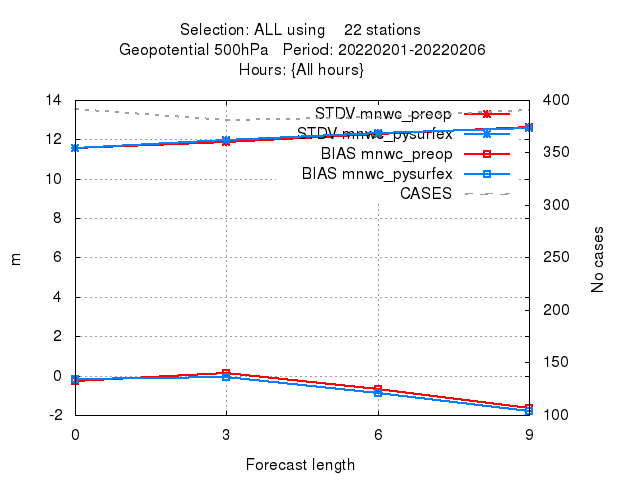 Selection: ALL using 22 stations
Geopotential 500hPa Period: 20220201-20220206
Hours: {All hours}
14 400
STDV mnwc_preop
12 350
STDV mnwc_pysurfex
BIAS mnwc_preop
10 300
BIAS mnwc_pysurfex
CASES
8
6 250
m
No cases
4
2 200
0 150
-2 100
0 3 6 9
Forecast length